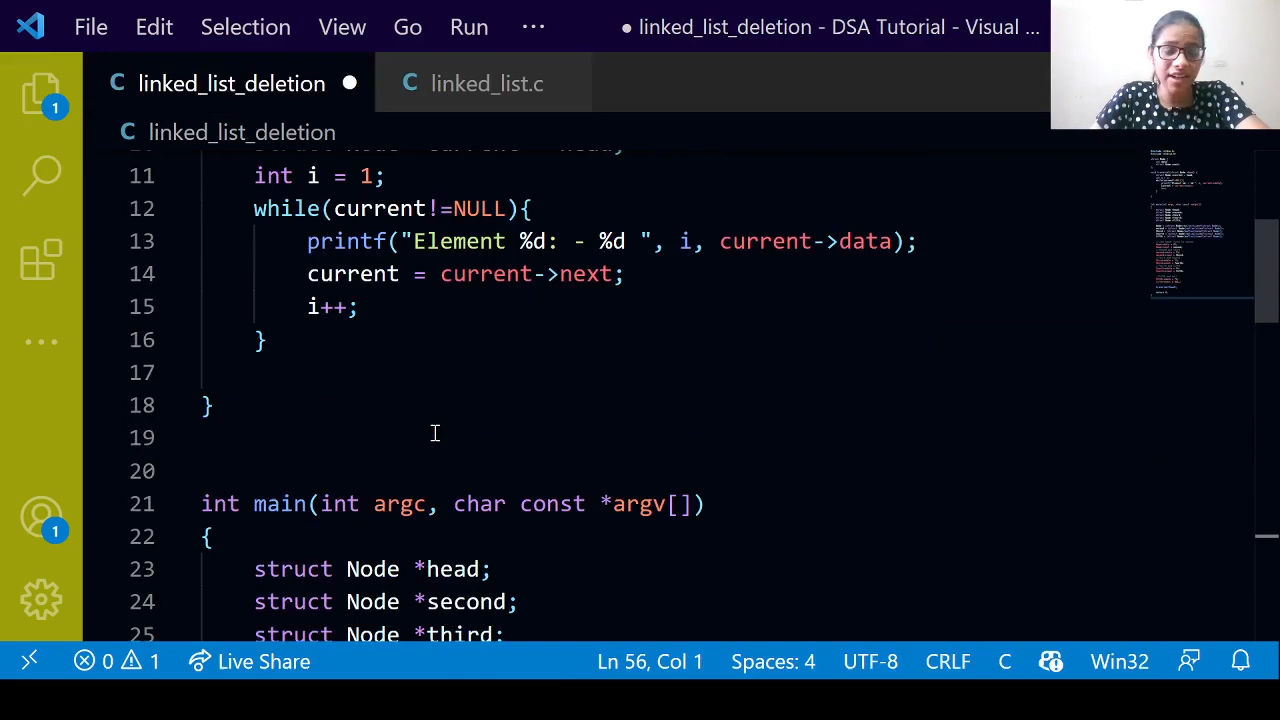 File Edit Selection View Go Run ··· ● linked_list_deletion - DSA Tutorial - Visual ...
C linked_list_deletion ● C linked_list.c
C linked_list_deletion
11 int i = 1;
12 while(current!=NULL){
13 printf("Element %d: - %d ", i, current->data);
14 current = current->next;
15 i++;
16 }
17
18 }
19
20
21 int main(int argc, char const *argv[])
22 {
23 struct Node *head;
24 struct Node *second;
25 struct Node *third;
1
1
0 1 Live Share Ln 56, Col 1 Spaces: 4 UTF-8 CRLF C Win32